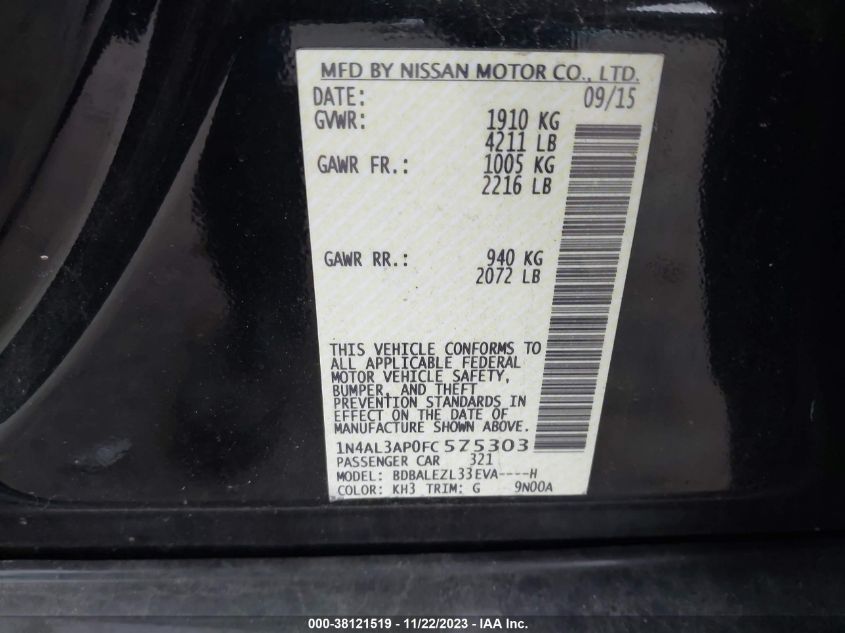 MFD BY NISSAN MOTOR CO., LTD.
DATE: 09/15
GVWR: 1910 KG
4211 LB
GAWR FR.: 1005 KG
2216 LB
GAWR RR.: 940 KG
2072 LB
THIS VEHICLE CONFORMS TO
ALL APPLICABLE FEDERAL
MOTOR VEHICLE SAFETY,
BUMPER, AND THEFT
PREVENTION STANDARDS IN
EFFECT ON THE DATE OF
MANUFACTURE SHOWN ABOVE.
1N4AL3AP0FC575303
PASSENGER CAR 321
MODEL: BDBALEZL33EVA----H
COLOR: KH3 TRIM: G 9N00A
000-38121519 - 11/22/2023 - IAA Inc.